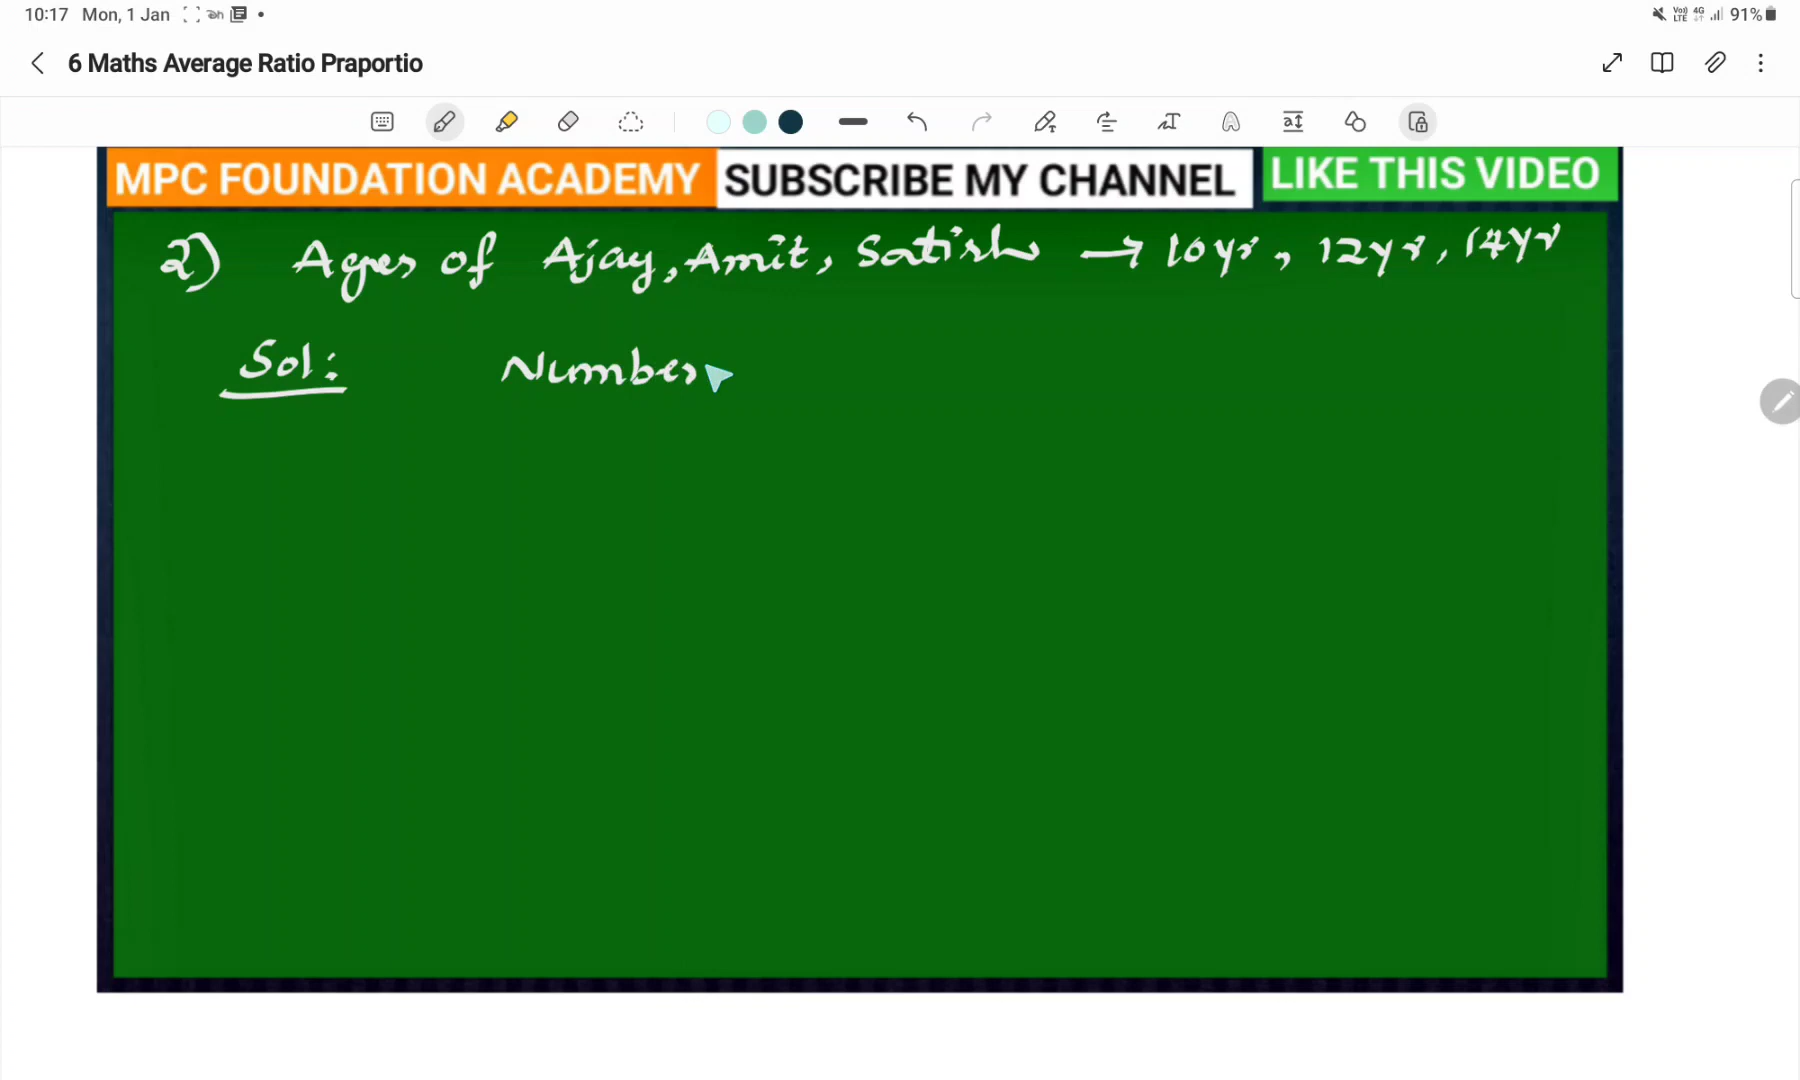 10:17 Mon, 1 Jan 91%
6 Maths Average Ratio Praportio
MPC FOUNDATION ACADEMY SUBSCRIBE MY CHANNEL LIKE THIS VIDEO
2) Ages of Ajay, Amit, Satish → 10yr, 12yr, 14yr
Sol: Number